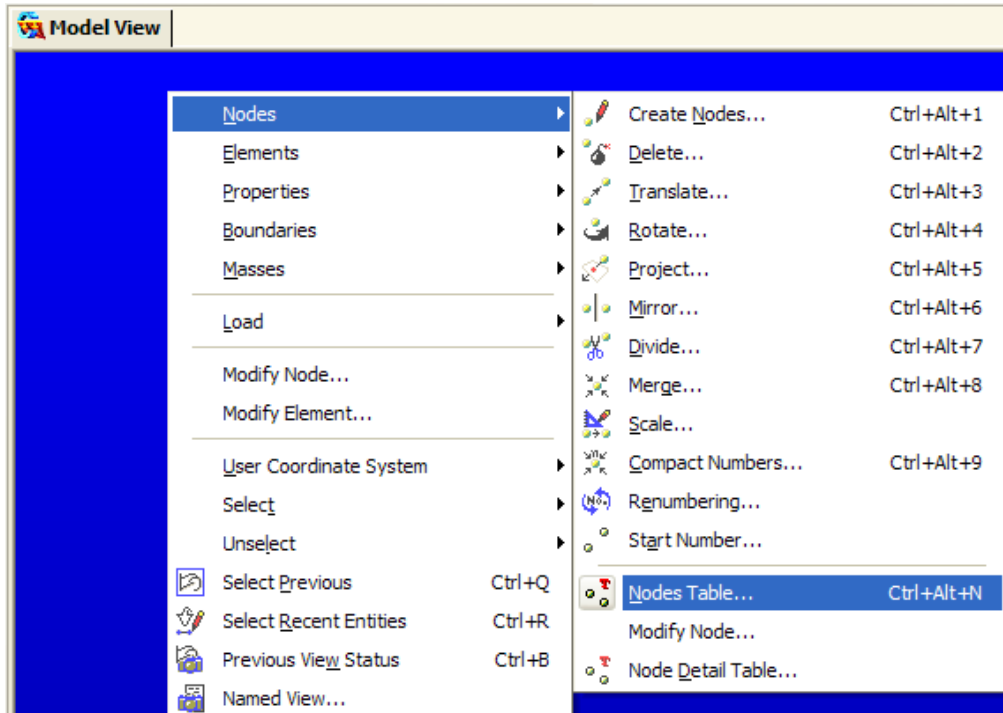 Model View
Nodes
Elements
Properties
Boundaries
Masses
Load
Modify Node...
Modify Element...
User Coordinate System
Select
Unselect
Select Previous Ctrl+Q
Select Recent Entities Ctrl+R
Previous View Status Ctrl+B
Named View...
Create Nodes... Ctrl+Alt+1
Delete... Ctrl+Alt+2
Translate... Ctrl+Alt+3
Rotate... Ctrl+Alt+4
Project... Ctrl+Alt+5
Mirror... Ctrl+Alt+6
Divide... Ctrl+Alt+7
Merge... Ctrl+Alt+8
Scale...
Compact Numbers... Ctrl+Alt+9
Renumbering...
Start Number...
Nodes Table... Ctrl+Alt+N
Modify Node...
Node Detail Table...